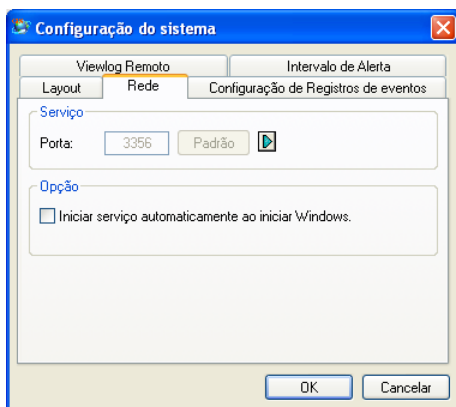 Configuração do sistema
Viewlog Remoto Intervalo de Alerta
Layout Rede Configuração de Registros de eventos
Serviço
Porta: 3356 Padrão
Opção
Iniciar serviço automaticamente ao iniciar Windows.
OK Cancelar